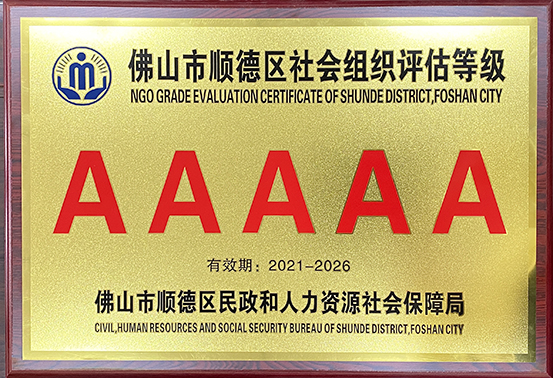 佛山市顺德区社会组织评估等级
NGO GRADE EVALUATION CERTIFICATE OF SHUNDE DISTRICT,FOSHAN CITY
AAAAA
有效期：2021-2026
佛山市顺德区民政和人力资源社会保障局
CIVIL,HUMAN RESOURCES AND SOCIAL SECURITY BUREAU OF SHUNDE DISTRICT,FOSHAN CITY